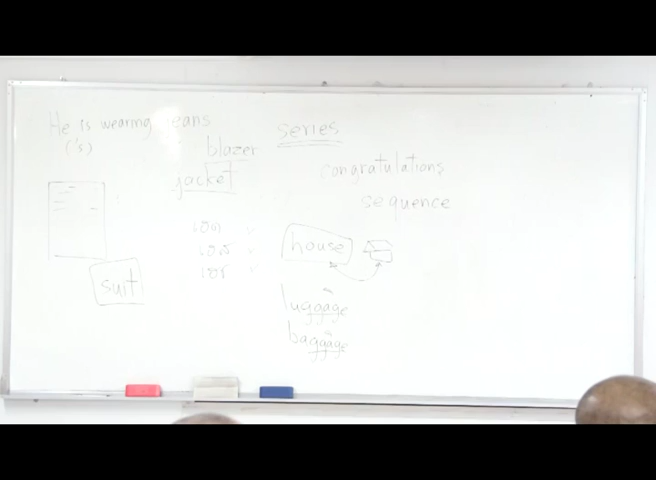 He is wearing jeans
('s)
series
blazer
jacket
congratulations
sequence
house
suit
luggage
baggage